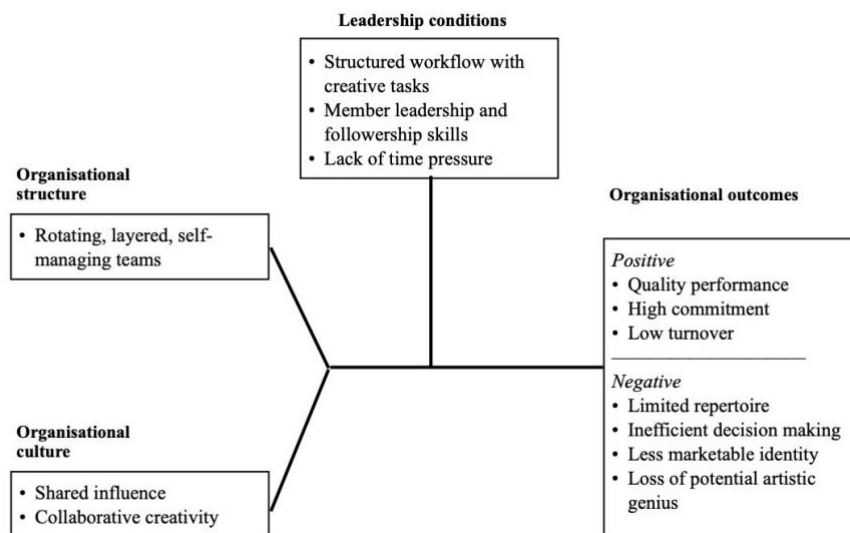 Leadership conditions
• Structured workflow with
creative tasks
• Member leadership and
followership skills
• Lack of time pressure
Organisational
structure
• Rotating, layered, self-
managing teams
Organisational
culture
• Shared influence
• Collaborative creativity
Organisational outcomes
Positive
• Quality performance
• High commitment
• Low turnover
Negative
• Limited repertoire
• Inefficient decision making
• Less marketable identity
• Loss of potential artistic
genius